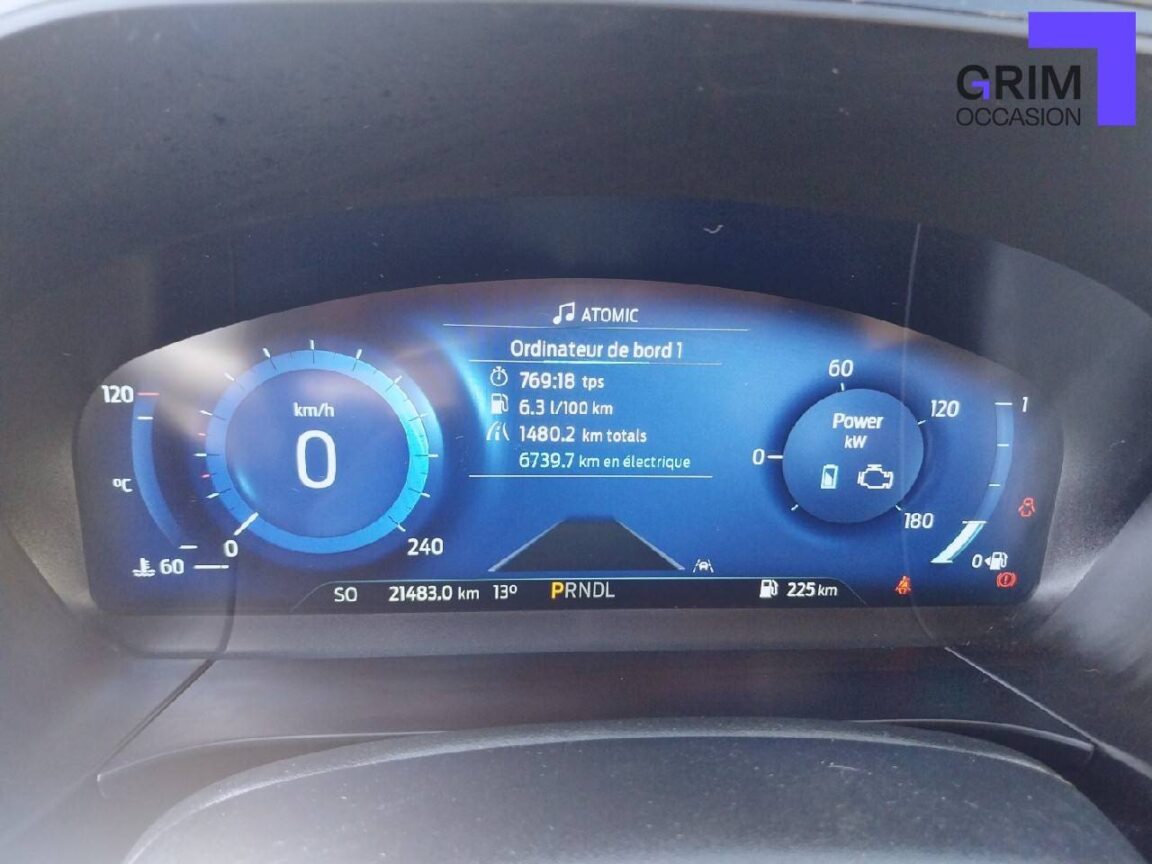 GRIM
OCCASION
ATOMIC
Ordinateur de bord 1
769:18 tps
6.3 l/100 km
1480.2 km totals
6739.7 km en électrique
120
°C
60
km/h
0
0
240
60
120
Power
kW
0
180
1
0
SO 21483.0 km 13° PRNDL 225 km